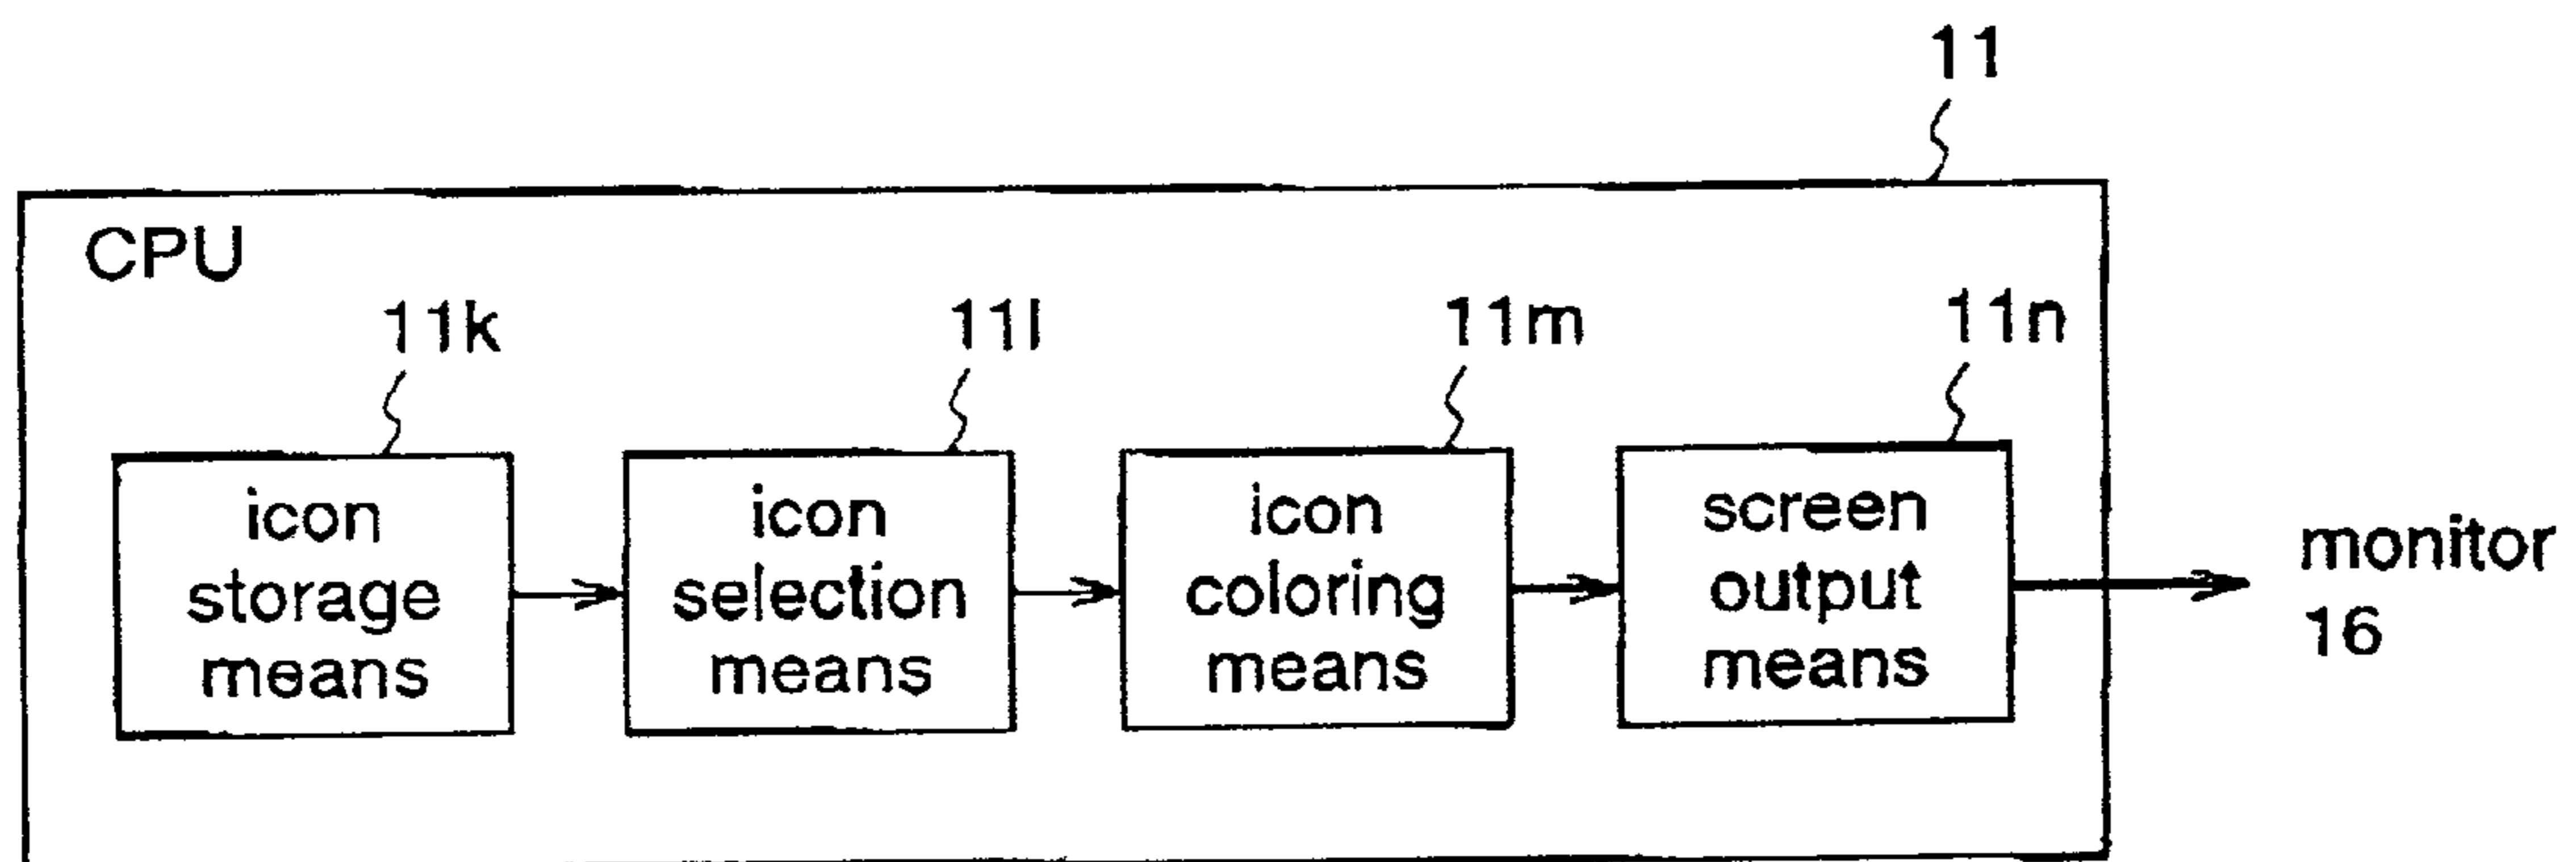 11
CPU
11k
11l
11m
11n
icon
storage
means
icon
selection
means
icon
coloring
means
screen
output
means
monitor
16